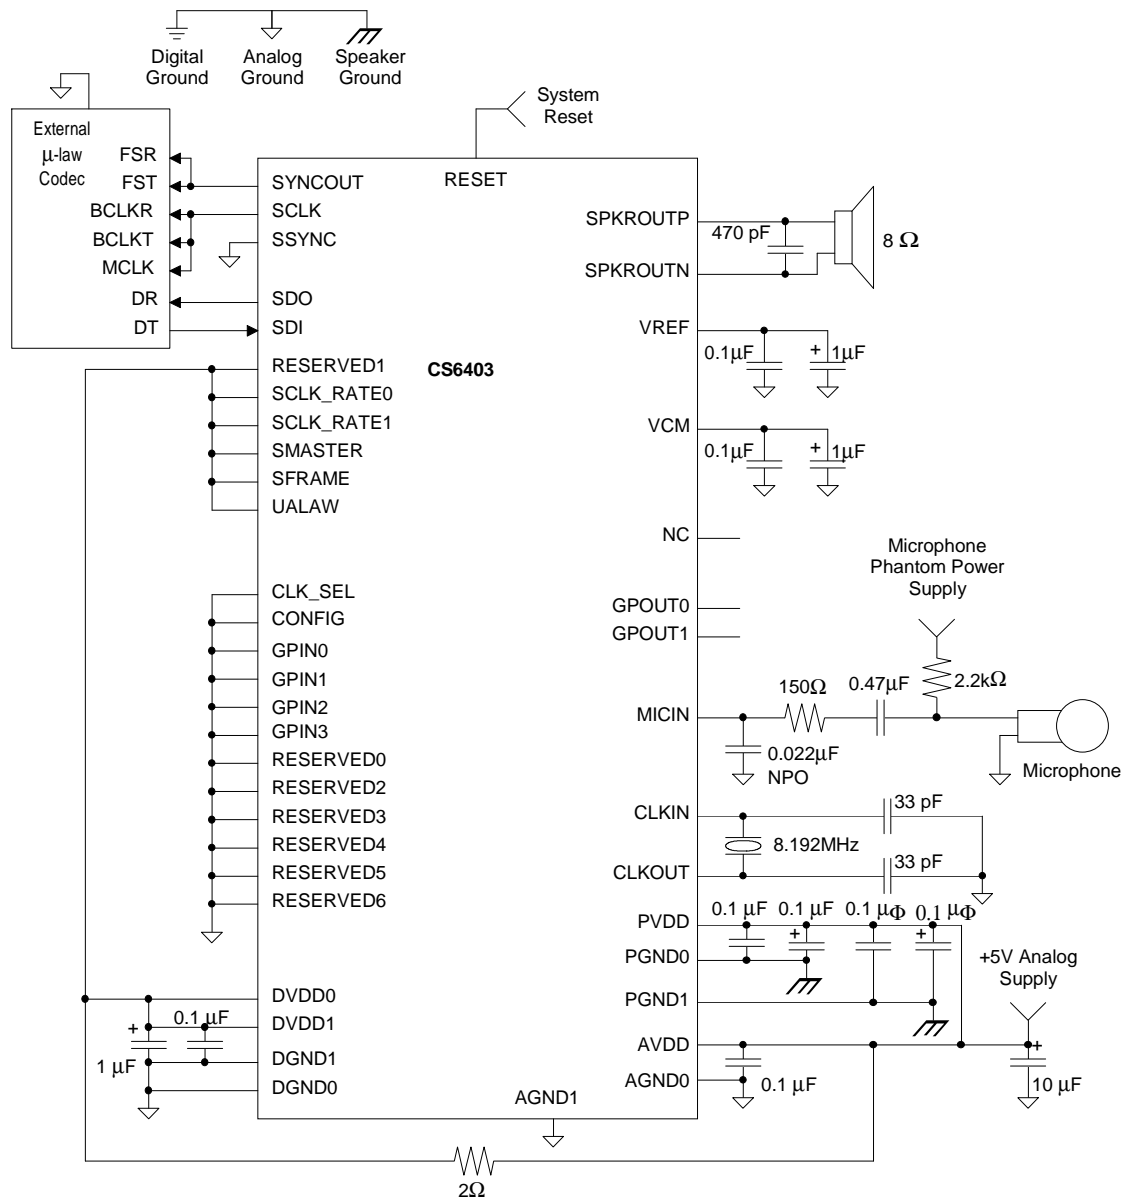 Digital
Ground
Analog
Ground
Speaker
Ground
System
Reset
External
μ-law
Codec
FSR
FST
BCLKR
BCLKT
MCLK
DR
DT
RESET
CS6403
SYNCOUT
SCLK
SSYNC
SDO
SDI
RESERVED1
SCLK_RATE0
SCLK_RATE1
SMASTER
SFRAME
UALAW
CLK_SEL
CONFIG
GPIN0
GPIN1
GPIN2
GPIN3
RESERVED0
RESERVED2
RESERVED3
RESERVED4
RESERVED5
RESERVED6
DVDD0
DVDD1
DGND1
DGND0
+
0.1 μF
1 μF
AGND1
2Ω
SPKROUTP
470 pF
8 Ω
SPKROUTN
VREF
0.1μF
+
1μF
VCM
0.1μF
+
1μF
NC
GPOUT0
GPOUT1
Microphone
Phantom Power
Supply
2.2kΩ
MICIN
150Ω
0.47μF
0.022μF
NPO
Microphone
CLKIN
33 pF
8.192MHz
CLKOUT
33 pF
PVDD
0.1 μF
0.1 μF
0.1 μΦ
0.1 μΦ
+
+
PGND0
PGND1
+5V Analog
Supply
AVDD
+
AGND0
0.1 μF
10 μF